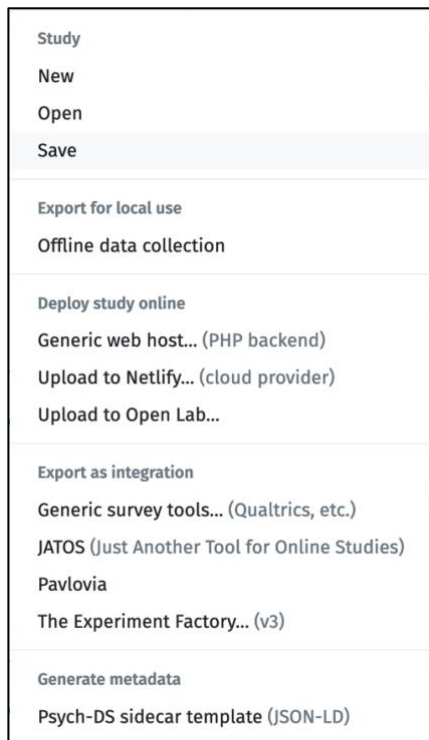 Study
New
Open
Save
Export for local use
Offline data collection
Deploy study online
Generic web host... (PHP backend)
Upload to Netlify... (cloud provider)
Upload to Open Lab...
Export as integration
Generic survey tools... (Qualtrics, etc.)
JATOS (Just Another Tool for Online Studies)
Pavlovia
The Experiment Factory... (v3)
Generate metadata
Psych-DS sidecar template (JSON-LD)